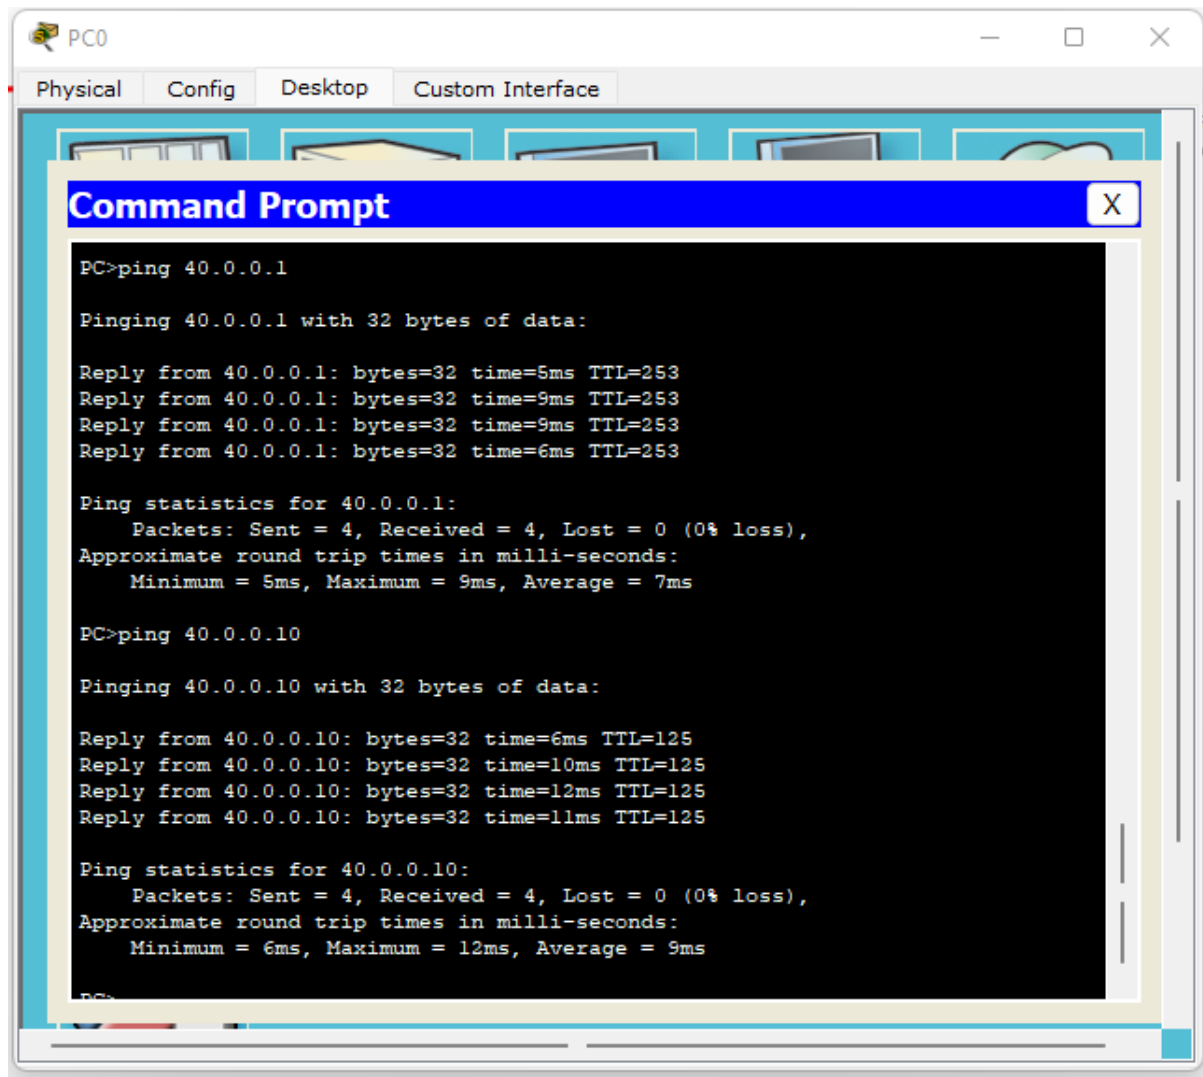 PC0
Physical Config Desktop Custom Interface
Command Prompt
X
PC>ping 40.0.0.1
Pinging 40.0.0.1 with 32 bytes of data:
Reply from 40.0.0.1: bytes=32 time=5ms TTL=253
Reply from 40.0.0.1: bytes=32 time=9ms TTL=253
Reply from 40.0.0.1: bytes=32 time=9ms TTL=253
Reply from 40.0.0.1: bytes=32 time=6ms TTL=253
Ping statistics for 40.0.0.1:
Packets: Sent = 4, Received = 4, Lost = 0 (0% loss),
Approximate round trip times in milli-seconds:
Minimum = 5ms, Maximum = 9ms, Average = 7ms
PC>ping 40.0.0.10
Pinging 40.0.0.10 with 32 bytes of data:
Reply from 40.0.0.10: bytes=32 time=6ms TTL=125
Reply from 40.0.0.10: bytes=32 time=10ms TTL=125
Reply from 40.0.0.10: bytes=32 time=12ms TTL=125
Reply from 40.0.0.10: bytes=32 time=11ms TTL=125
Ping statistics for 40.0.0.10:
Packets: Sent = 4, Received = 4, Lost = 0 (0% loss),
Approximate round trip times in milli-seconds:
Minimum = 6ms, Maximum = 12ms, Average = 9ms
PC>